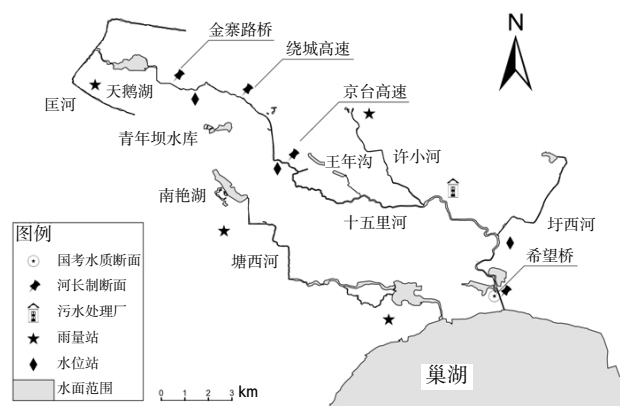 金寨路桥
N
绕城高速
天鹅湖
京台高速
匡河
青年坝水库
王年沟
许小河
南艳湖
十五里河
圩西河
塘西河
希望桥
图例
国考水质断面
河长制断面
污水处理厂
雨量站
水位站
水面范围
0 1 2 3 km
巢湖